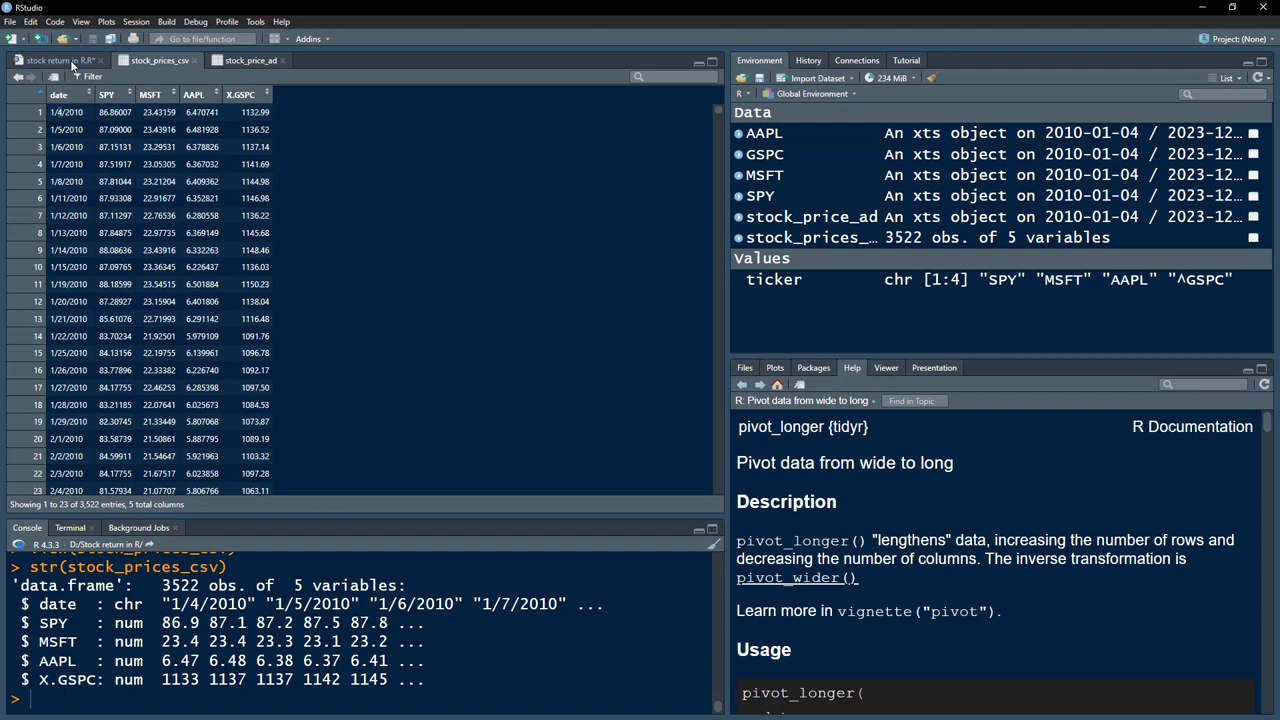 RStudio
File Edit Code View Plots Session Build Debug Profile Tools Help
Go to file/function Addins Project: (None)
stock return in R.R* stock_prices_csv stock_price_ad
Filter
date SPY MSFT AAPL X.GSPC
1 1/4/2010 86.86007 23.43159 6.470741 1132.99
2 1/5/2010 87.09000 23.43916 6.481928 1136.52
3 1/6/2010 87.15131 23.29531 6.378826 1137.14
4 1/7/2010 87.51917 23.05305 6.367032 1141.69
5 1/8/2010 87.81044 23.21204 6.409362 1144.98
6 1/11/2010 87.93308 22.91677 6.352821 1146.98
7 1/12/2010 87.11297 22.76536 6.280558 1136.22
8 1/13/2010 87.84875 22.97735 6.369149 1145.68
9 1/14/2010 88.08636 23.43916 6.332263 1148.46
10 1/15/2010 87.09765 23.36345 6.226437 1136.03
11 1/19/2010 88.18599 23.54515 6.501884 1150.23
12 1/20/2010 87.28927 23.15904 6.401806 1138.04
13 1/21/2010 85.61076 22.71993 6.291102 1116.48
14 1/22/2010 83.70234 21.92501 5.979109 1091.76
15 1/25/2010 84.13156 22.19755 6.139961 1096.78
16 1/26/2010 83.77896 22.33382 6.226740 1092.17
17 1/27/2010 84.17755 22.46253 6.285398 1097.50
18 1/28/2010 83.21185 22.07641 6.025673 1084.53
19 1/29/2010 82.30745 21.33449 5.807068 1073.87
20 2/1/2010 83.58739 21.50861 5.887795 1089.19
21 2/2/2010 84.59911 21.54647 5.921963 1103.32
22 2/3/2010 84.17755 21.67517 6.023858 1097.28
23 2/4/2010 81.57934 21.07707 5.806766 1063.11
Showing 1 to 23 of 3,522 entries, 5 total columns
Console Terminal Background Jobs
R 4.3.3 · D:/Stock return in R/
> str(stock_prices_csv)
'data.frame': 3522 obs. of 5 variables:
$ date : chr "1/4/2010" "1/5/2010" "1/6/2010" "1/7/2010" ...
$ SPY : num 86.9 87.1 87.2 87.5 87.8 ...
$ MSFT : num 23.4 23.4 23.3 23.1 23.2 ...
$ AAPL : num 6.47 6.48 6.38 6.37 6.41 ...
$ X.GSPC: num 1133 1137 1137 1142 1145 ...
>
Environment History Connections Tutorial
Import Dataset 234 MiB List
R Global Environment
Data
AAPL An xts object on 2010-01-04 / 2023-12…
GSPC An xts object on 2010-01-04 / 2023-12…
MSFT An xts object on 2010-01-04 / 2023-12…
SPY An xts object on 2010-01-04 / 2023-12…
stock_price_ad An xts object on 2010-01-04 / 2023-12…
stock_prices_… 3522 obs. of 5 variables
Values
ticker chr [1:4] "SPY" "MSFT" "AAPL" "^GSPC"
Files Plots Packages Help Viewer Presentation
R: Pivot data from wide to long Find in Topic
pivot_longer {tidyr} R Documentation
Pivot data from wide to long
Description
pivot_longer() "lengthens" data, increasing the number of rows and
decreasing the number of columns. The inverse transformation is
pivot_wider()
Learn more in vignette("pivot").
Usage
pivot_longer(